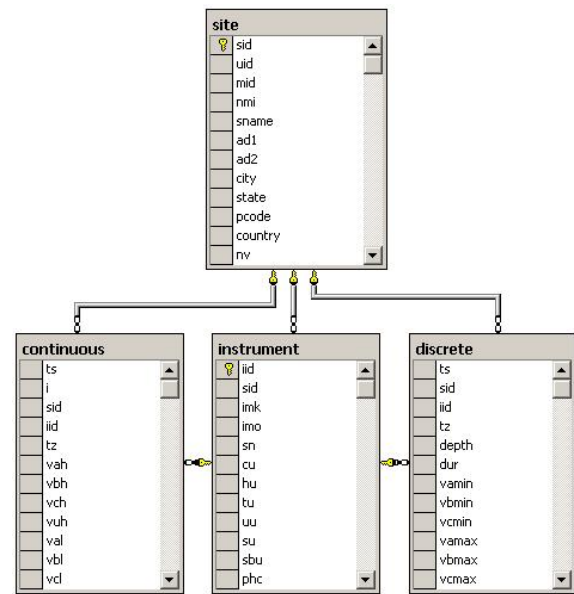 site
sid
uid
mid
nmi
sname
ad1
ad2
city
state
pcode
country
nv
continuous
ts
i
sid
iid
tz
vah
vbh
vch
vuh
val
vbl
vcl
instrument
iid
sid
imk
imo
sn
cu
hu
tu
uu
su
sbu
phc
discrete
ts
sid
iid
tz
depth
dur
vamin
vbmin
vcmin
vamax
vbmax
vcmax